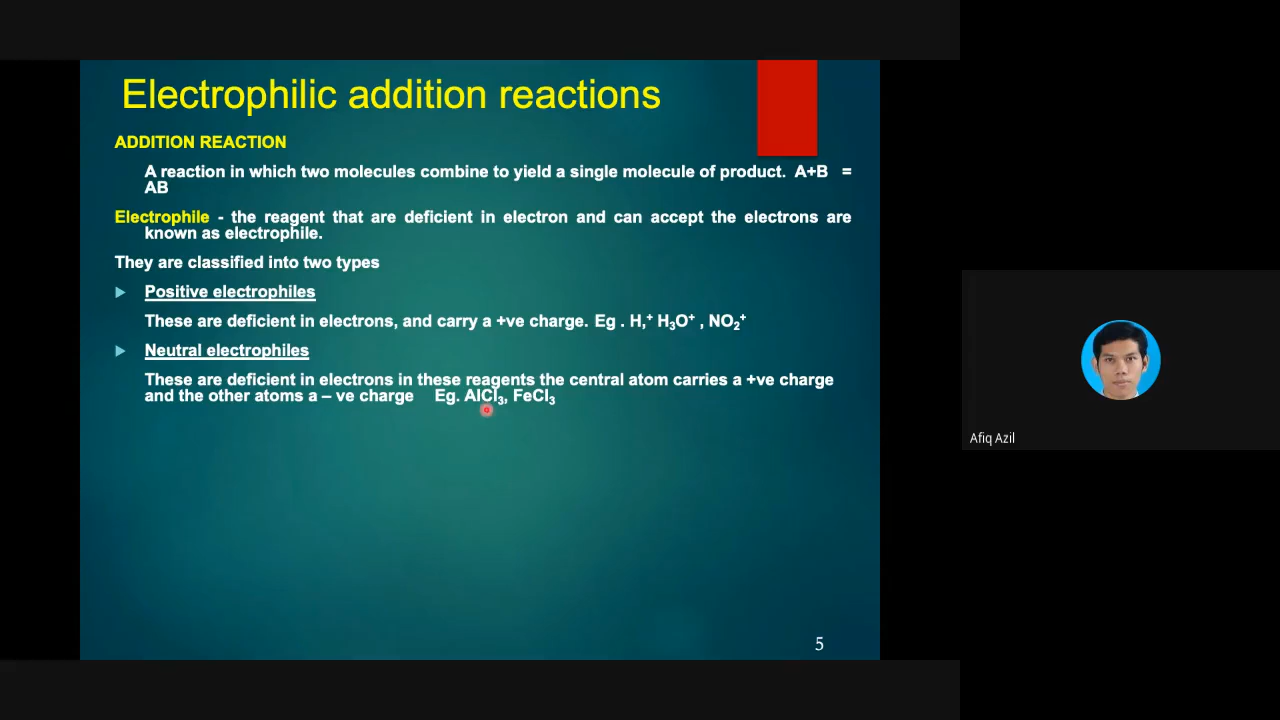 Electrophilic addition reactions
ADDITION REACTION
A reaction in which two molecules combine to yield a single molecule of product. A+B =
AB
Electrophile - the reagent that are deficient in electron and can accept the electrons are
known as electrophile.
They are classified into two types
Positive electrophiles
These are deficient in electrons, and carry a +ve charge. Eg . H,⁺ H₃O⁺ , NO₂⁺
Neutral electrophiles
These are deficient in electrons in these reagents the central atom carries a +ve charge
and the other atoms a – ve charge Eg. AlCl₃, FeCl₃
5
Afiq Azil